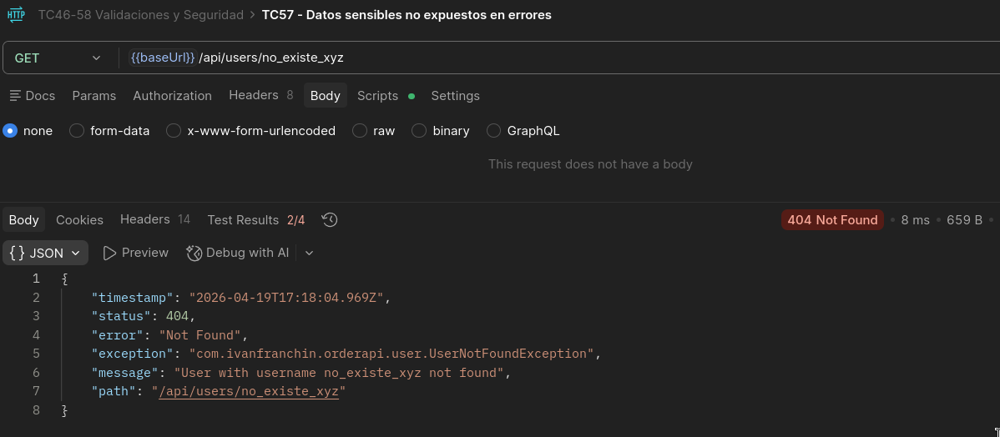 HTTP TC46-58 Validaciones y Seguridad > TC57 - Datos sensibles no expuestos en errores
GET {{baseUrl}} /api/users/no_existe_xyz
Docs Params Authorization Headers 8 Body Scripts Settings
none form-data x-www-form-urlencoded raw binary GraphQL
This request does not have a body
Body Cookies Headers 14 Test Results 2/4 404 Not Found • 8 ms • 659 B •
{} JSON Preview Debug with AI
1 {
2 "timestamp": "2026-04-19T17:18:04.969Z",
3 "status": 404,
4 "error": "Not Found",
5 "exception": "com.ivanfranchin.orderapi.user.UserNotFoundException",
6 "message": "User with username no_existe_xyz not found",
7 "path": "/api/users/no_existe_xyz"
8 }